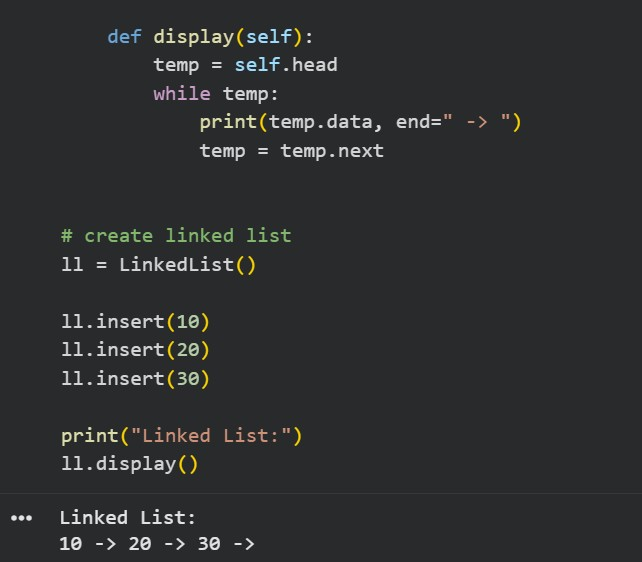 def display(self):
temp = self.head
while temp:
print(temp.data, end=" -> ")
temp = temp.next
# create linked list
ll = LinkedList()
ll.insert(10)
ll.insert(20)
ll.insert(30)
print("Linked List:")
ll.display()
Linked List:
10 -> 20 -> 30 ->